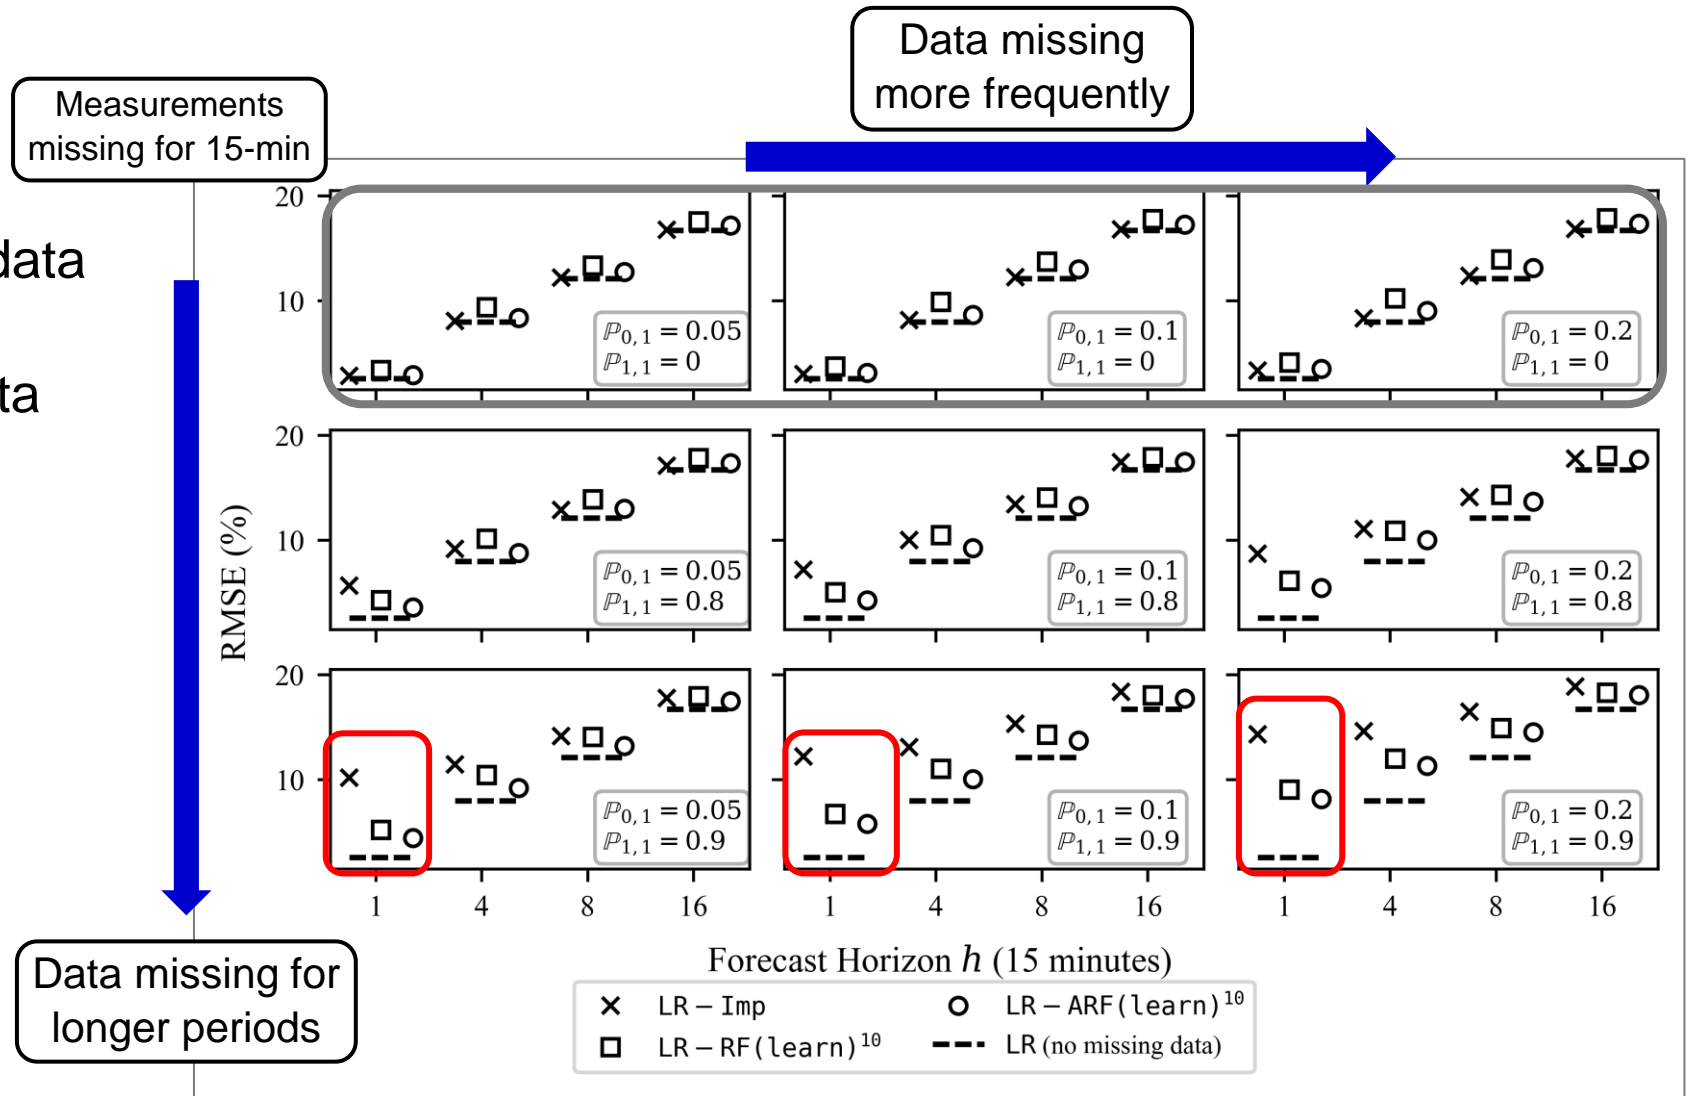 Data missing
more frequently
Measurements
missing for 15-min
data
ta
20
10
ℙ0, 1 = 0.05
ℙ1, 1 = 0
ℙ0, 1 = 0.1
ℙ1, 1 = 0
ℙ0, 1 = 0.2
ℙ1, 1 = 0
20
10
ℙ0, 1 = 0.05
ℙ1, 1 = 0.8
ℙ0, 1 = 0.1
ℙ1, 1 = 0.8
ℙ0, 1 = 0.2
ℙ1, 1 = 0.8
RMSE (%)
20
10
ℙ0, 1 = 0.05
ℙ1, 1 = 0.9
ℙ0, 1 = 0.1
ℙ1, 1 = 0.9
ℙ0, 1 = 0.2
ℙ1, 1 = 0.9
1 4 8 16 1 4 8 16 1 4 8 16
Forecast Horizon h (15 minutes)
Data missing for
longer periods
LR − Imp
LR − RF(learn)¹⁰
LR − ARF(learn)¹⁰
LR (no missing data)